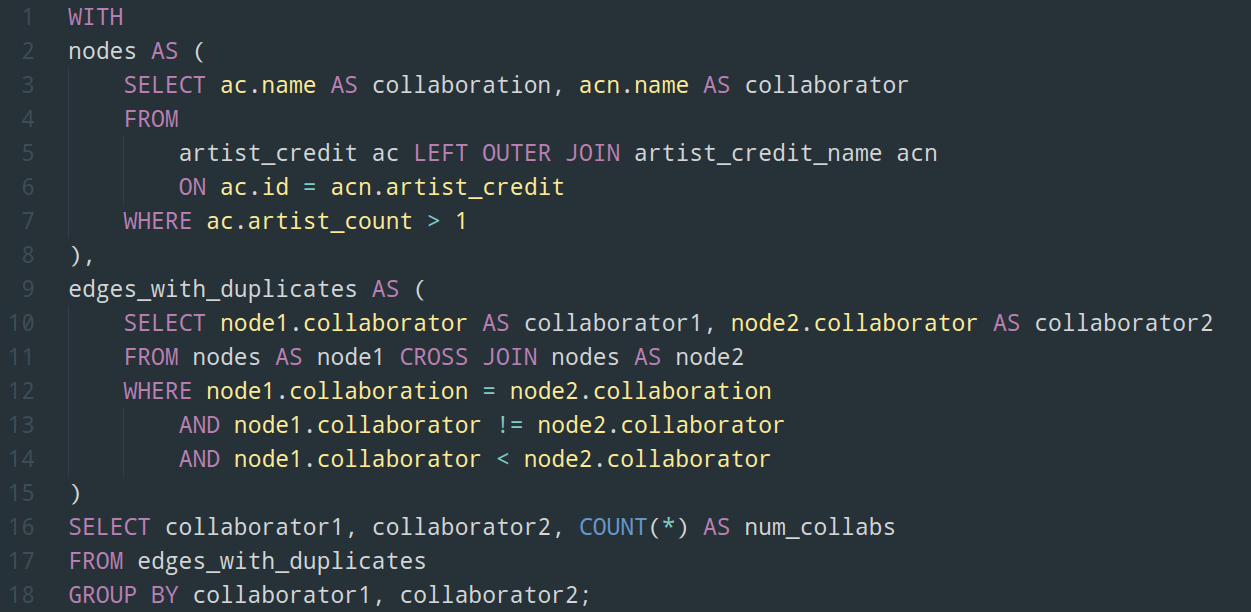 1 WITH
2 nodes AS (
3     SELECT ac.name AS collaboration, acn.name AS collaborator
4     FROM
5         artist_credit ac LEFT OUTER JOIN artist_credit_name acn
6         ON ac.id = acn.artist_credit
7     WHERE ac.artist_count > 1
8 ),
9 edges_with_duplicates AS (
10     SELECT node1.collaborator AS collaborator1, node2.collaborator AS collaborator2
11     FROM nodes AS node1 CROSS JOIN nodes AS node2
12     WHERE node1.collaboration = node2.collaboration
13         AND node1.collaborator != node2.collaborator
14         AND node1.collaborator < node2.collaborator
15 )
16 SELECT collaborator1, collaborator2, COUNT(*) AS num_collabs
17 FROM edges_with_duplicates
18 GROUP BY collaborator1, collaborator2;